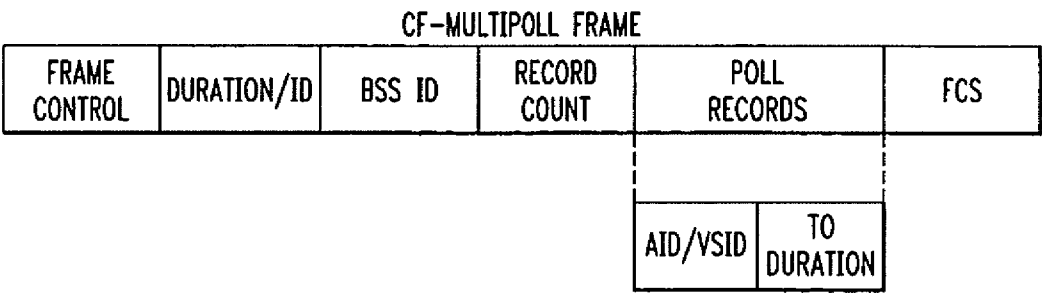 CF-MULTIPOLL FRAME
FRAME CONTROL
DURATION/ID
BSS ID
RECORD COUNT
POLL RECORDS
FCS
AID/VSID
TO DURATION